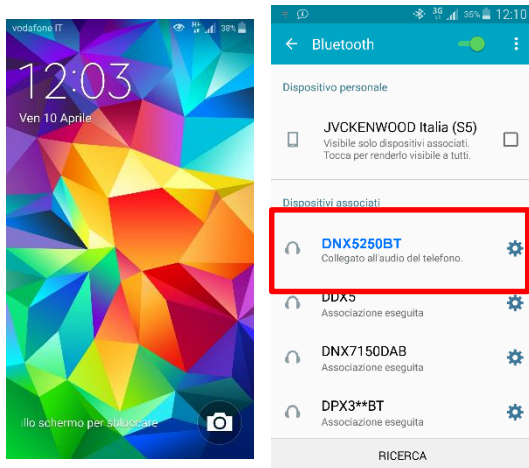 vodafone IT
38%
12:03
Ven 10 Aprile
llo schermo per sbloccare
3G
35%
12:10
Bluetooth
Dispositivo personale
JVCKENWOOD Italia (S5)
Visibile solo dispositivi associati.
Tocca per renderlo visibile a tutti.
Dispositivi associati
DNX5250BT
Collegato all'audio del telefono.
DDX5
Associazione eseguita
DNX7150DAB
Associazione eseguita
DPX3**BT
Associazione eseguita
RICERCA